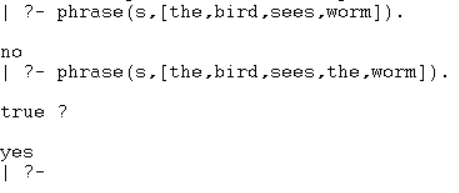 | ?- phrase(s,[the,bird,sees,worm]).
no
| ?- phrase(s,[the,bird,sees,the,worm]).
true ?
yes
| ?-